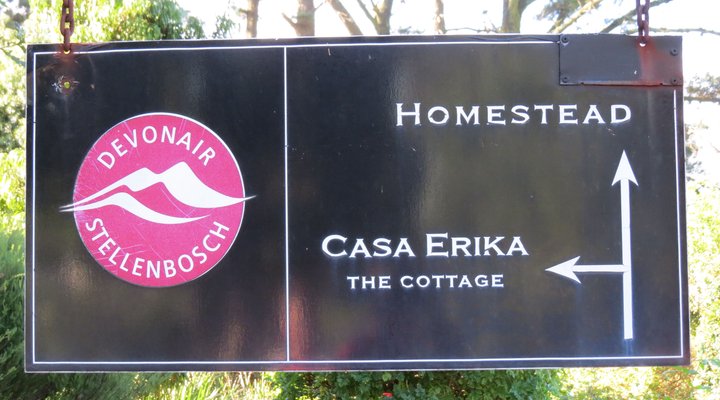 DEVONAIR
STELLENBOSCH
HOMESTEAD
CASA ERIKA
THE COTTAGE